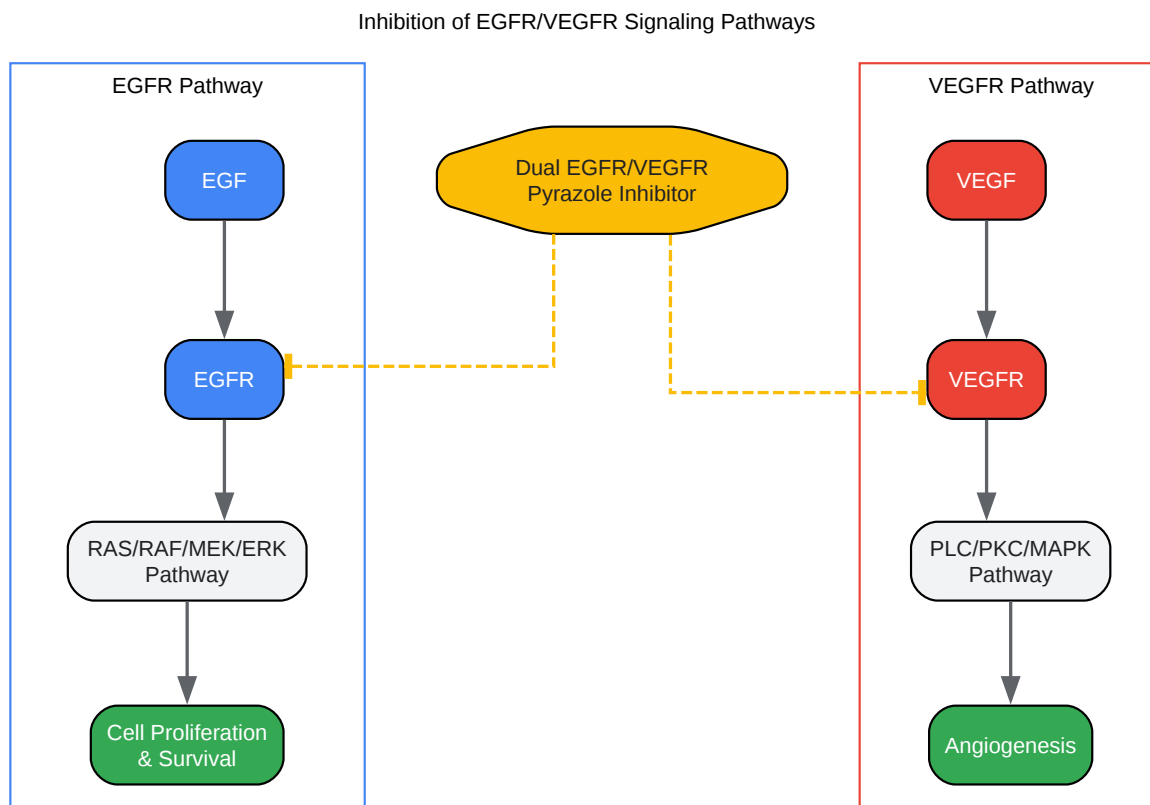 Inhibition of EGFR/VEGFR Signaling Pathways
EGFR Pathway
EGF
EGFR
RAS/RAF/MEK/ERK
Pathway
Cell Proliferation
& Survival
Dual EGFR/VEGFR
Pyrazole Inhibitor
VEGFR Pathway
VEGF
VEGFR
PLC/PKC/MAPK
Pathway
Angiogenesis